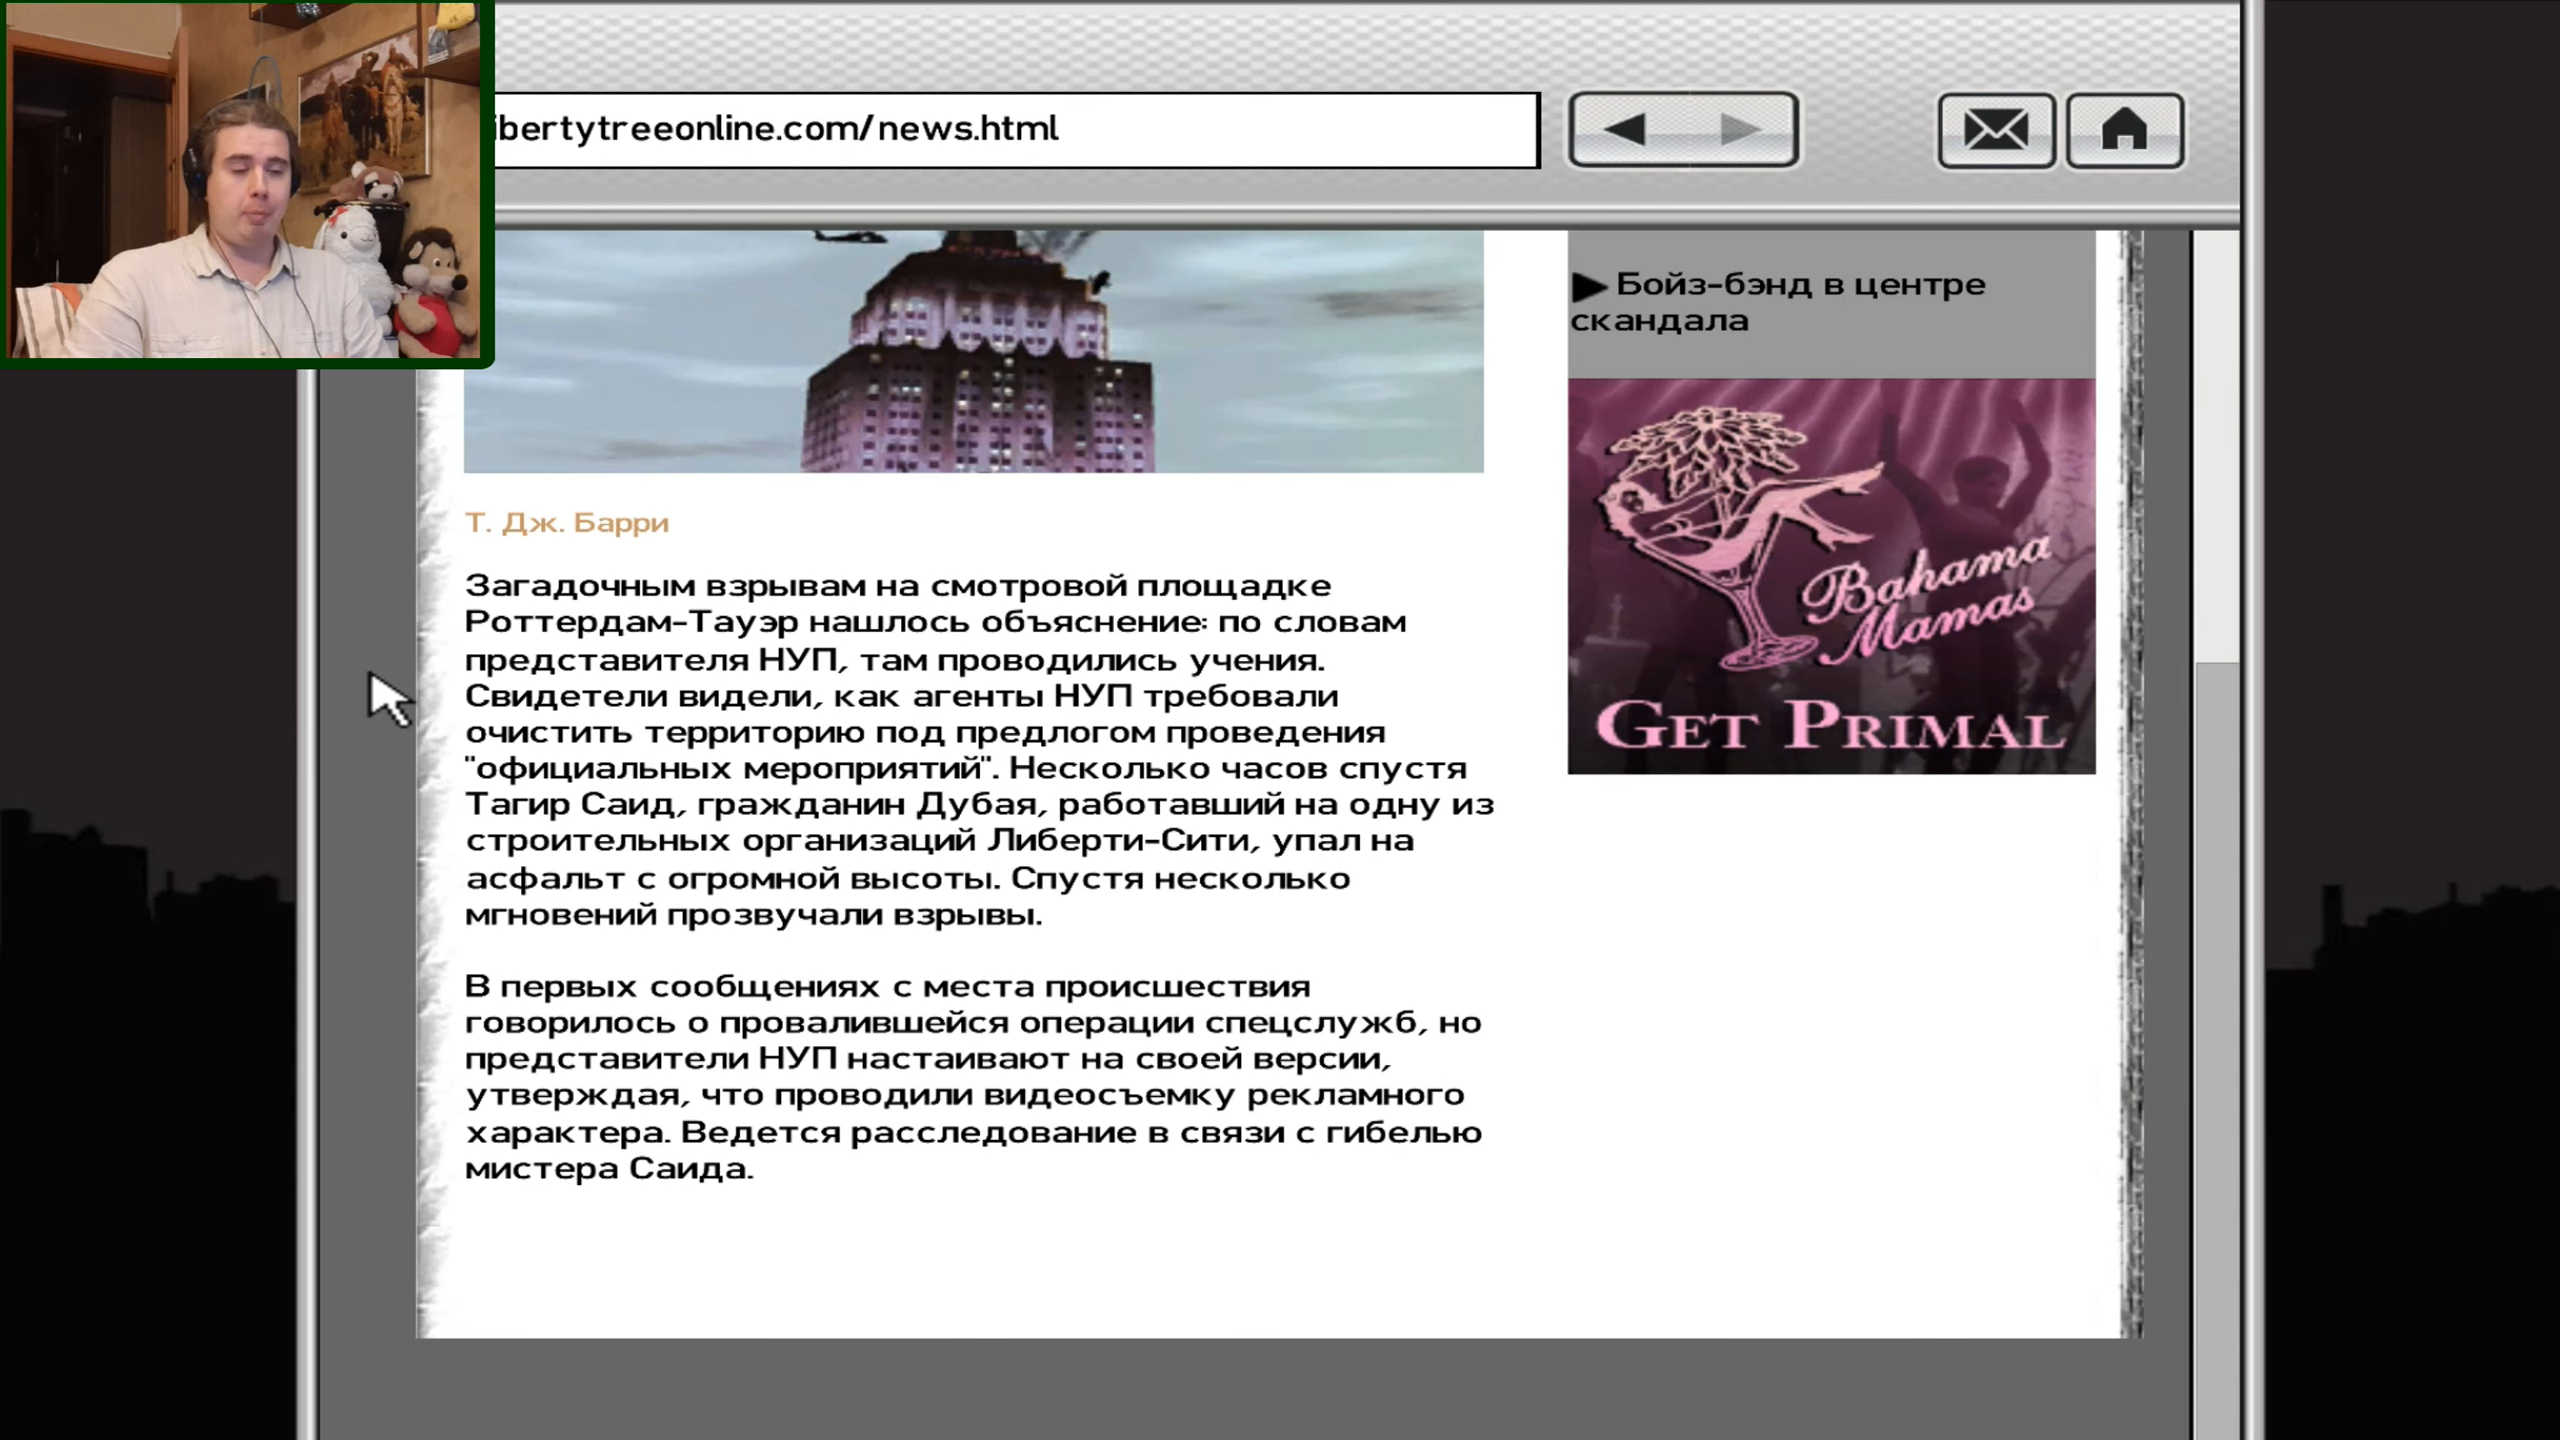 ibertytreeonline.com/news.html
Бойз-бэнд в центре
скандала
Bahama
Mamas
GET PRIMAL
Т. Дж. Барри
Загадочным взрывам на смотровой площадке
Роттердам-Тауэр нашлось объяснение: по словам
представителя НУП, там проводились учения.
Свидетели видели, как агенты НУП требовали
очистить территорию под предлогом проведения
"официальных мероприятий". Несколько часов спустя
Тагир Саид, гражданин Дубая, работавший на одну из
строительных организаций Либерти-Сити, упал на
асфальт с огромной высоты. Спустя несколько
мгновений прозвучали взрывы.
В первых сообщениях с места происшествия
говорилось о провалившейся операции спецслужб, но
представители НУП настаивают на своей версии,
утверждая, что проводили видеосъемку рекламного
характера. Ведется расследование в связи с гибелью
мистера Саида.